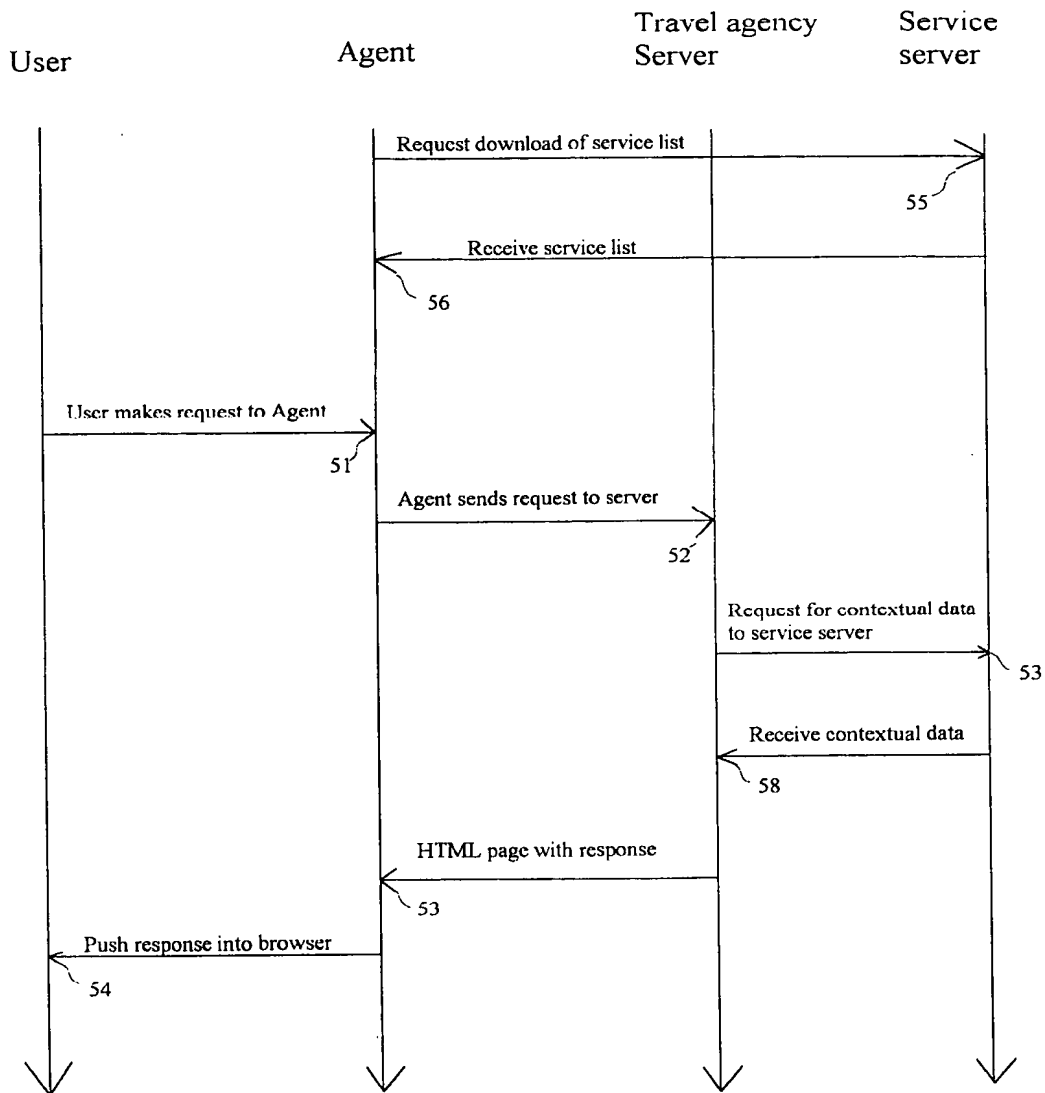 User
Agent
Travel agency
Server
Service
server
Request download of service list
55
Receive service list
56
User makes request to Agent
51
Agent sends request to server
52
Request for contextual data
to service server
53
Receive contextual data
58
HTML page with response
53
Push response into browser
54